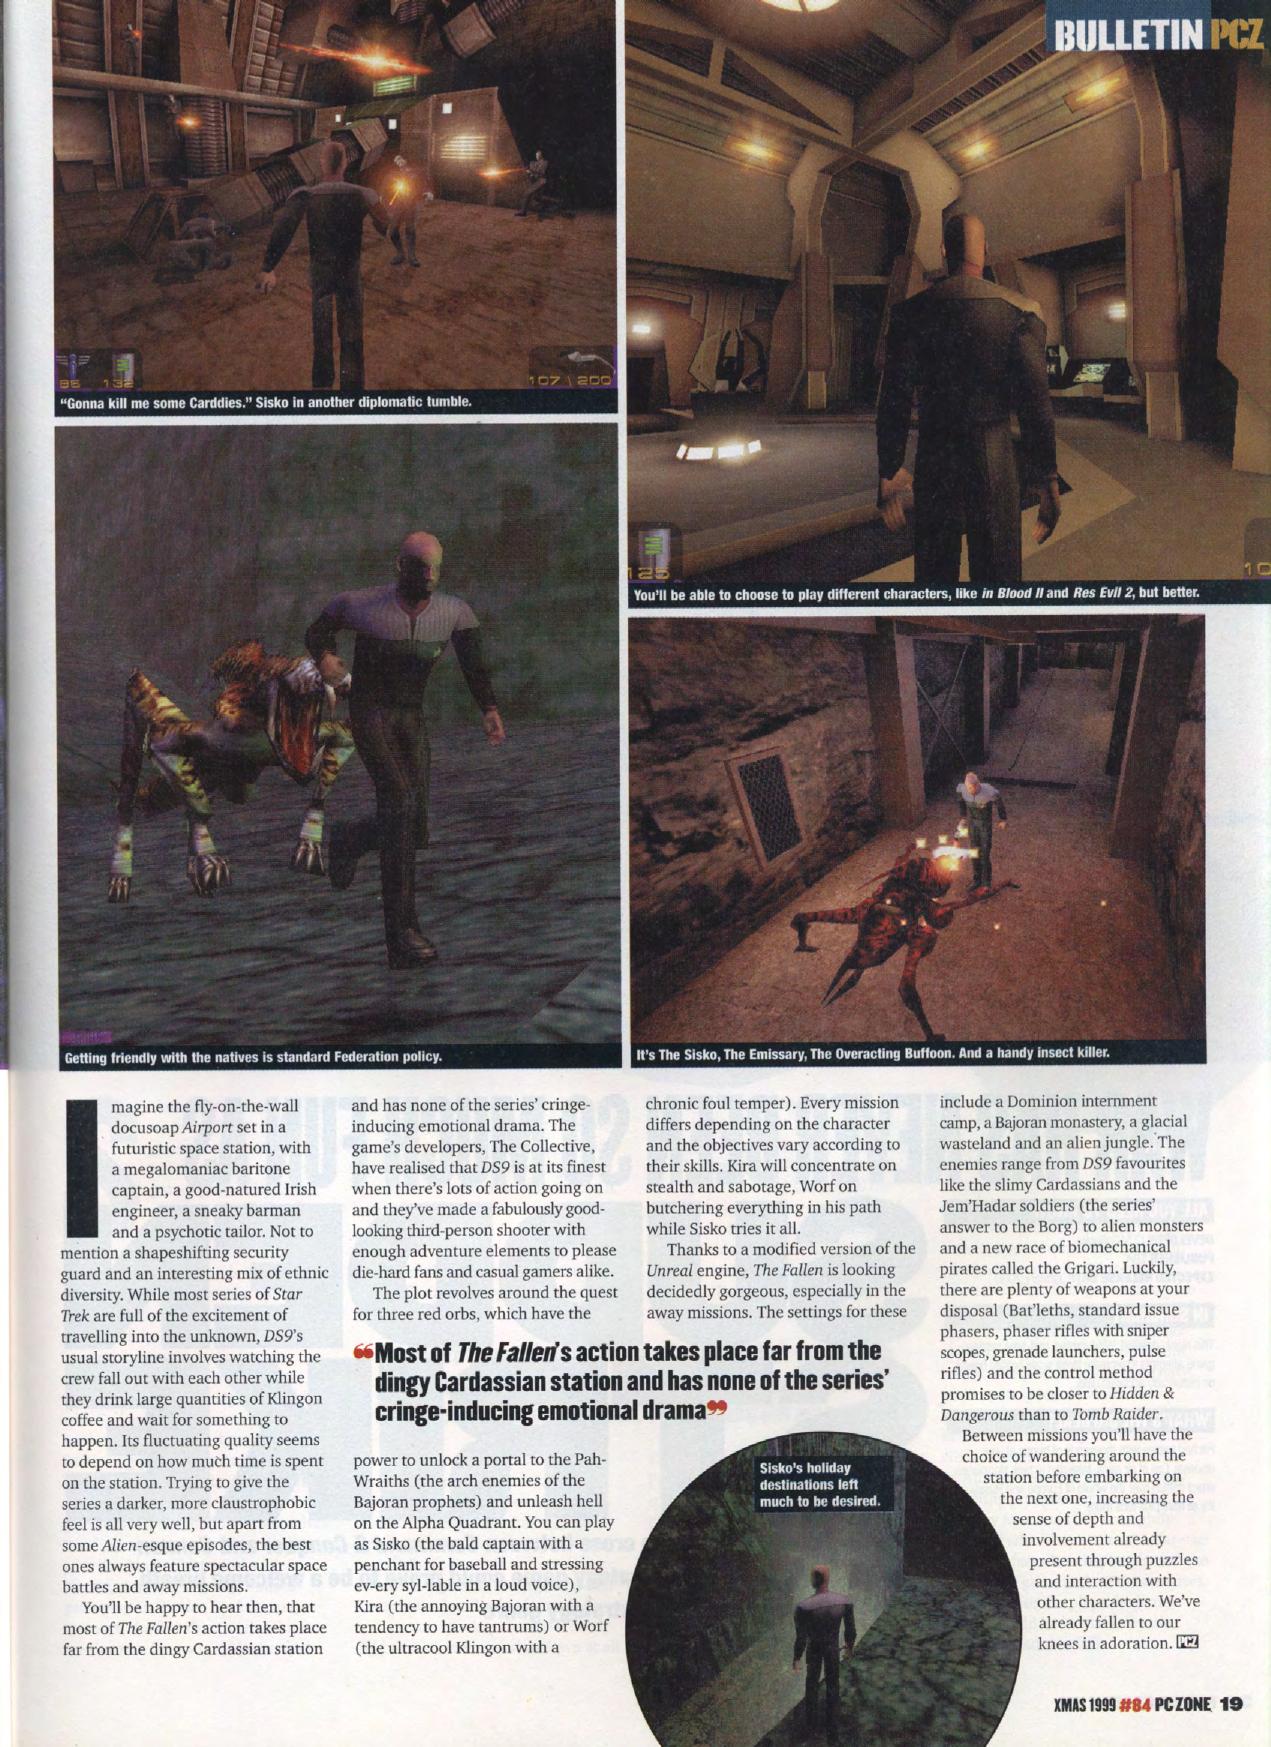 BULLETIN PCZ
95 132
107 \ 200
"Gonna kill me some Carddies." Sisko in another diplomatic tumble.
125
10
You'll be able to choose to play different characters, like in Blood II and Res Evil 2, but better.
Getting friendly with the natives is standard Federation policy.
It's The Sisko, The Emissary, The Overacting Buffoon. And a handy insect killer.
Imagine the fly-on-the-wall
docusoap Airport set in a
futuristic space station, with
a megalomaniac baritone
captain, a good-natured Irish
engineer, a sneaky barman
and a psychotic tailor. Not to
mention a shapeshifting security
guard and an interesting mix of ethnic
diversity. While most series of Star
Trek are full of the excitement of
travelling into the unknown, DS9's
usual storyline involves watching the
crew fall out with each other while
they drink large quantities of Klingon
coffee and wait for something to
happen. Its fluctuating quality seems
to depend on how much time is spent
on the station. Trying to give the
series a darker, more claustrophobic
feel is all very well, but apart from
some Alien-esque episodes, the best
ones always feature spectacular space
battles and away missions.
You'll be happy to hear then, that
most of The Fallen's action takes place
far from the dingy Cardassian station
and has none of the series' cringe-
inducing emotional drama. The
game's developers, The Collective,
have realised that DS9 is at its finest
when there's lots of action going on
and they've made a fabulously good-
looking third-person shooter with
enough adventure elements to please
die-hard fans and casual gamers alike.
The plot revolves around the quest
for three red orbs, which have the
power to unlock a portal to the Pah-
Wraiths (the arch enemies of the
Bajoran prophets) and unleash hell
on the Alpha Quadrant. You can play
as Sisko (the bald captain with a
penchant for baseball and stressing
ev-ery syl-lable in a loud voice),
Kira (the annoying Bajoran with a
tendency to have tantrums) or Worf
(the ultracool Klingon with a
chronic foul temper). Every mission
differs depending on the character
and the objectives vary according to
their skills. Kira will concentrate on
stealth and sabotage, Worf on
butchering everything in his path
while Sisko tries it all.
Thanks to a modified version of the
Unreal engine, The Fallen is looking
decidedly gorgeous, especially in the
away missions. The settings for these
include a Dominion internment
camp, a Bajoran monastery, a glacial
wasteland and an alien jungle. The
enemies range from DS9 favourites
like the slimy Cardassians and the
Jem'Hadar soldiers (the series'
answer to the Borg) to alien monsters
and a new race of biomechanical
pirates called the Grigari. Luckily,
there are plenty of weapons at your
disposal (Bat'leths, standard issue
phasers, phaser rifles with sniper
scopes, grenade launchers, pulse
rifles) and the control method
promises to be closer to Hidden &
Dangerous than to Tomb Raider.
Between missions you'll have the
choice of wandering around the
station before embarking on
the next one, increasing the
sense of depth and
involvement already
present through puzzles
and interaction with
other characters. We've
already fallen to our
knees in adoration. PCZ
“Most of The Fallen's action takes place far from the
dingy Cardassian station and has none of the series'
cringe-inducing emotional drama”
Sisko's holiday
destinations left
much to be desired.
XMAS 1999 #84 PC ZONE 19